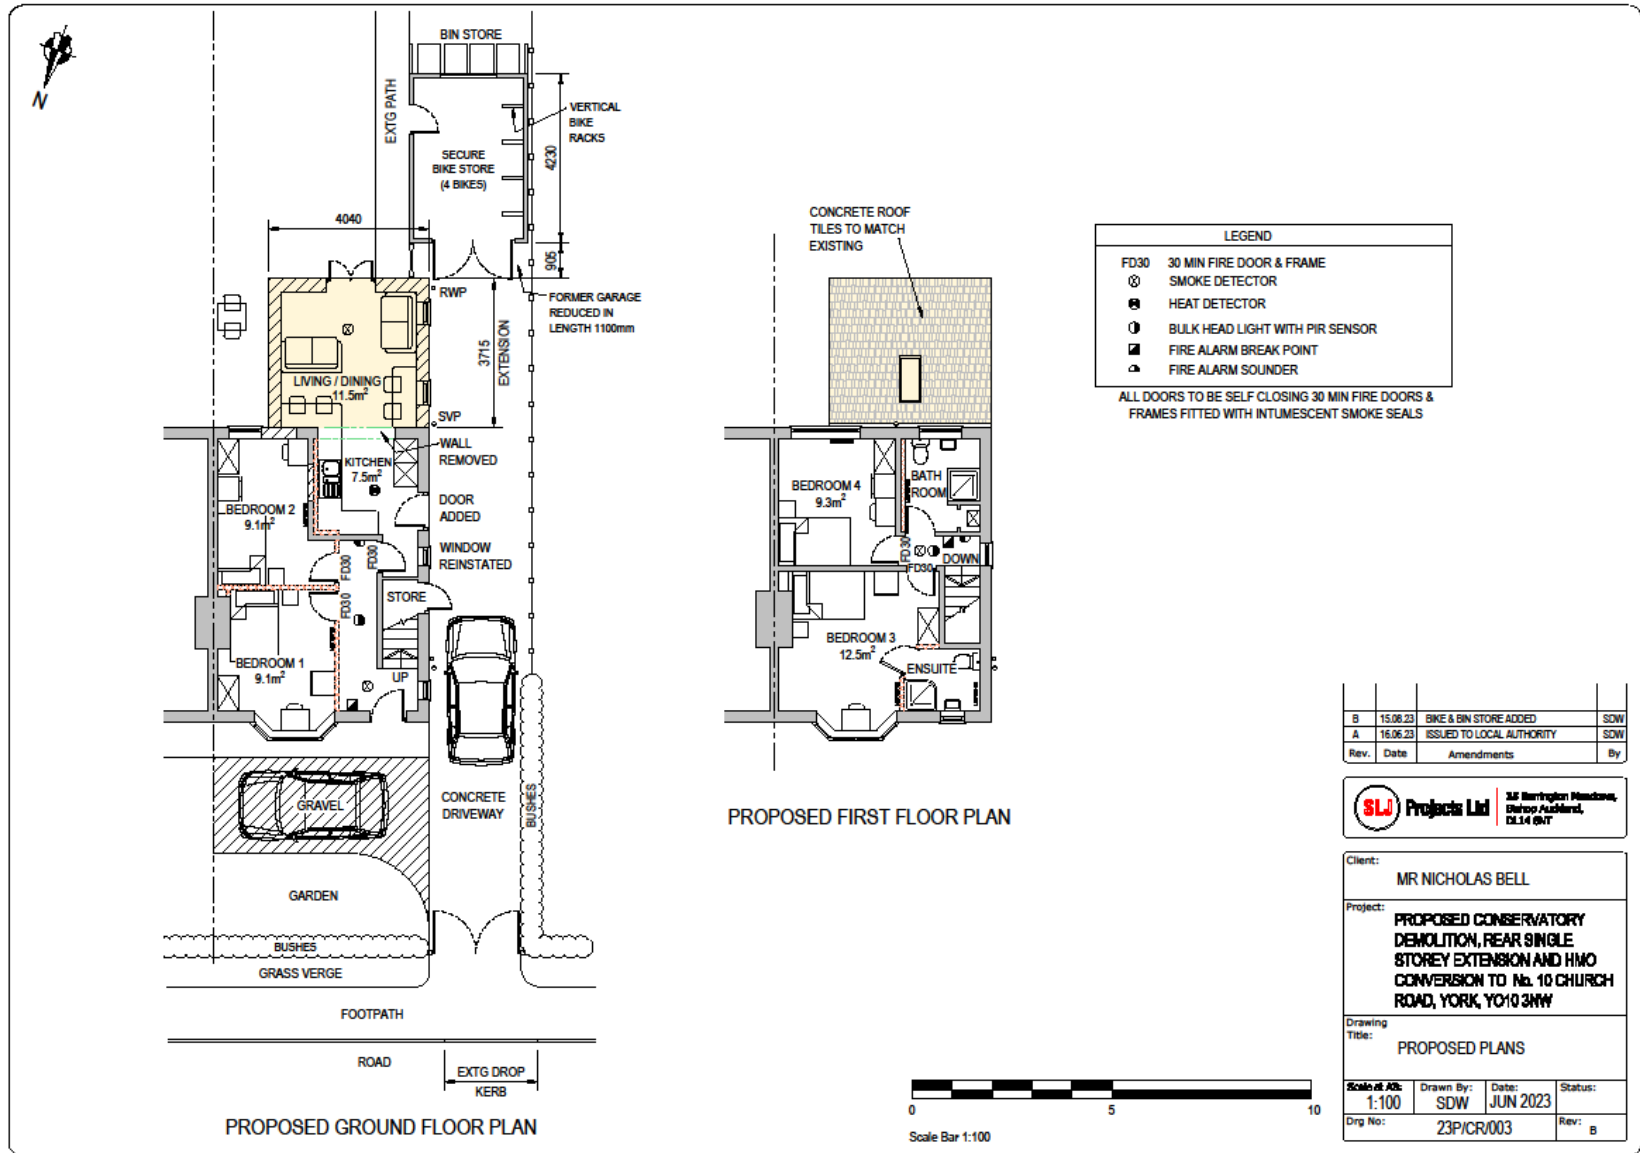 N
BIN STORE
EXTG PATH
VERTICAL
BIKE
RACKS
SECURE
BIKE STORE
(4 BIKES)
4230
4040
905
RWP
FORMER GARAGE
REDUCED IN
LENGTH 1100mm
3715
EXTENSION
LIVING / DINING
11.5m²
SVP
WALL
REMOVED
KITCHEN
7.5m²
BEDROOM 2
9.1m²
DOOR
ADDED
WINDOW
REINSTATED
FD30
FD30
FD30
STORE
BEDROOM 1
9.1m²
UP
GRAVEL
CONCRETE
DRIVEWAY
BUSHES
GARDEN
BUSHES
GRASS VERGE
FOOTPATH
ROAD
EXTG DROP
KERB
PROPOSED GROUND FLOOR PLAN
CONCRETE ROOF
TILES TO MATCH
EXISTING
BEDROOM 4
9.3m²
BATH
ROOM
FD30
DOWN
FD30
BEDROOM 3
12.5m²
ENSUITE
PROPOSED FIRST FLOOR PLAN
LEGEND
FD30 30 MIN FIRE DOOR & FRAME
SMOKE DETECTOR
HEAT DETECTOR
BULK HEAD LIGHT WITH PIR SENSOR
FIRE ALARM BREAK POINT
FIRE ALARM SOUNDER
ALL DOORS TO BE SELF CLOSING 30 MIN FIRE DOORS &
FRAMES FITTED WITH INTUMESCENT SMOKE SEALS
0 5 10
Scale Bar 1:100
B 15.08.23 BIKE & BIN STORE ADDED SDW
A 16.06.23 ISSUED TO LOCAL AUTHORITY SDW
Rev. Date Amendments By
SLJ Projects Ltd
Meadows,
Bishop Auckland,
DL14
Client:
MR NICHOLAS BELL
Project:
PROPOSED CONSERVATORY
DEMOLITION, REAR SINGLE
STOREY EXTENSION AND HMO
CONVERSION TO No. 10 CHURCH
ROAD, YORK, YO10 3NW
Drawing
Title:
PROPOSED PLANS
Scale at A3:
1:100
Drawn By:
SDW
Date:
JUN 2023
Status:
Drg No:
23P/CR/003
Rev: B